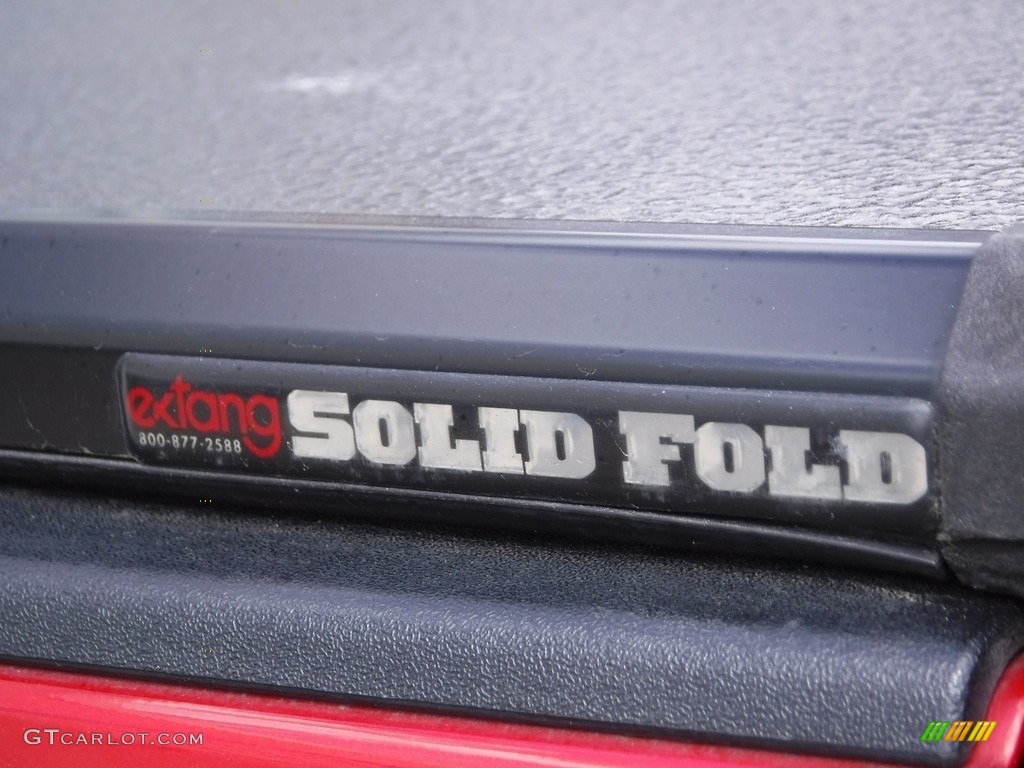 extang SOLID FOLD
800-877-2588
GTCARLOT.COM